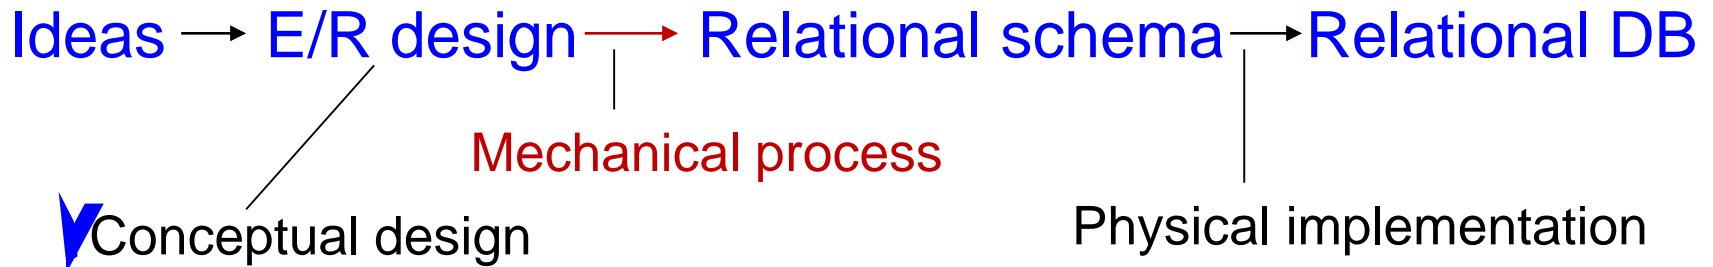 Ideas E/R design Relational schema Relational DB
Mechanical process
Conceptual design
Physical implementation